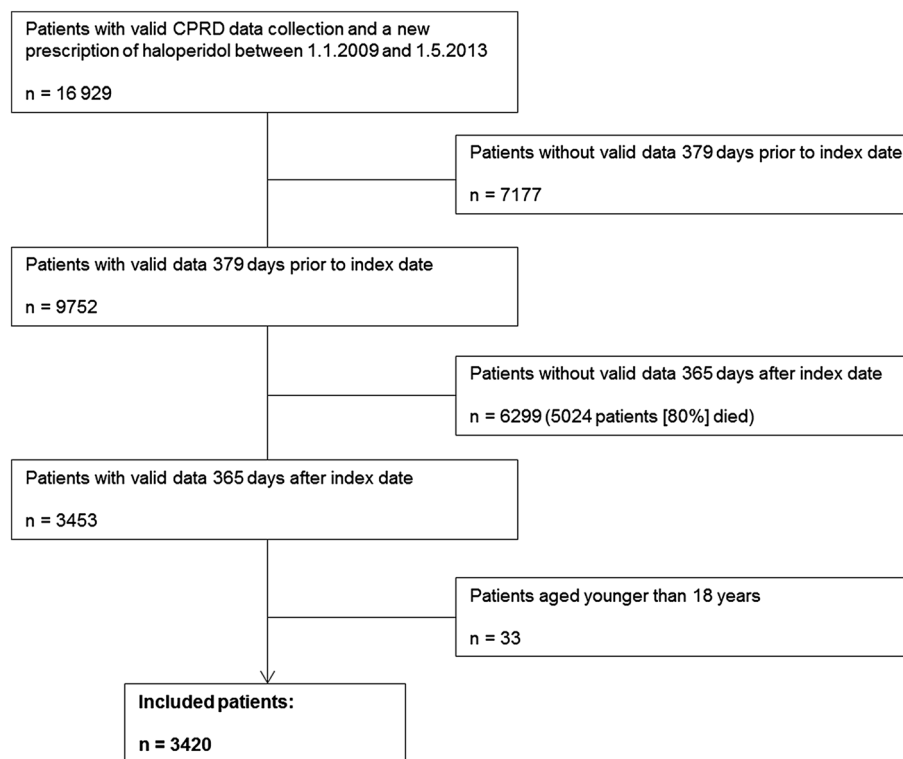 Patients with valid CPRD data collection and a new
prescription of haloperidol between 1.1.2009 and 1.5.2013
n = 16 929
Patients without valid data 379 days prior to index date
n = 7177
Patients with valid data 379 days prior to index date
n = 9752
Patients without valid data 365 days after index date
n = 6299 (5024 patients [80%] died)
Patients with valid data 365 days after index date
n = 3453
Patients aged younger than 18 years
n = 33
Included patients:
n = 3420